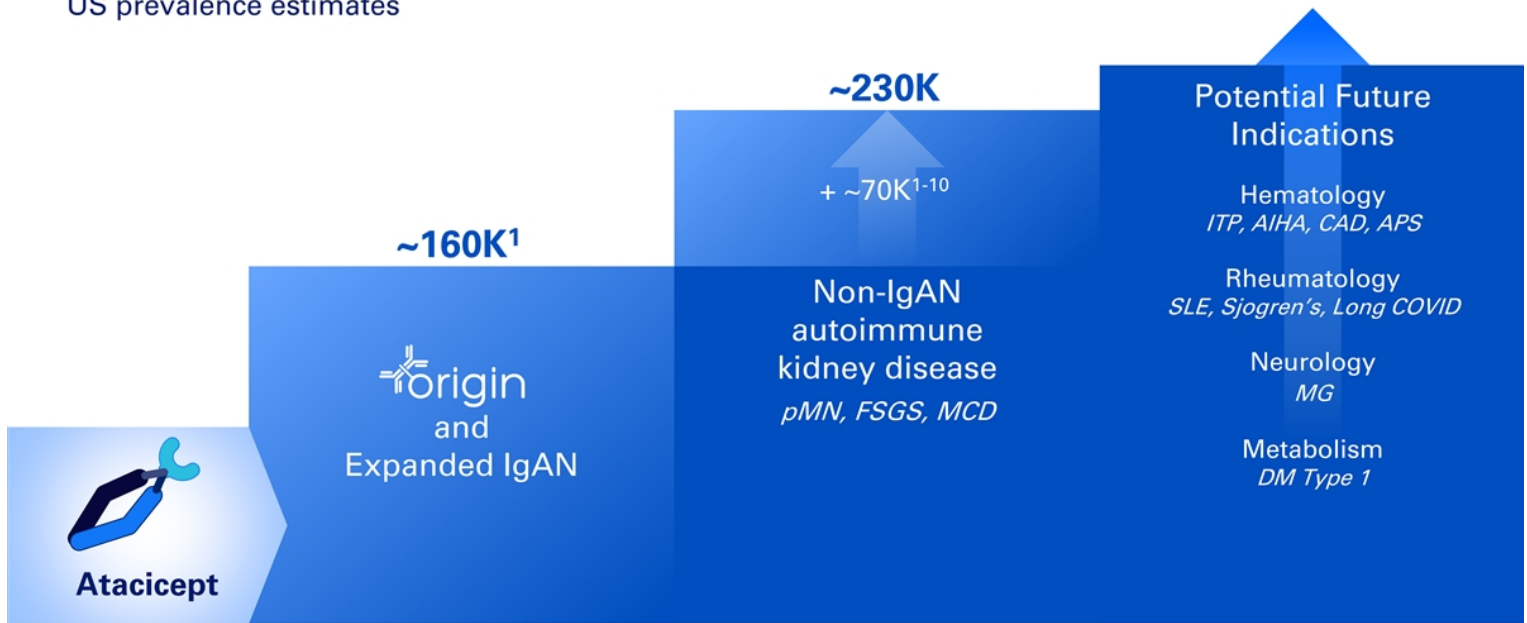 US prevalence estimates
~230K
Potential Future
Indications
+ ~70K¹⁻¹⁰
Hematology
ITP, AIHA, CAD, APS
~160K¹
Rheumatology
SLE, Sjogren's, Long COVID
Non-IgAN
autoimmune
kidney disease
pMN, FSGS, MCD
Neurology
MG
origin
and
Expanded IgAN
Metabolism
DM Type 1
Atacicept